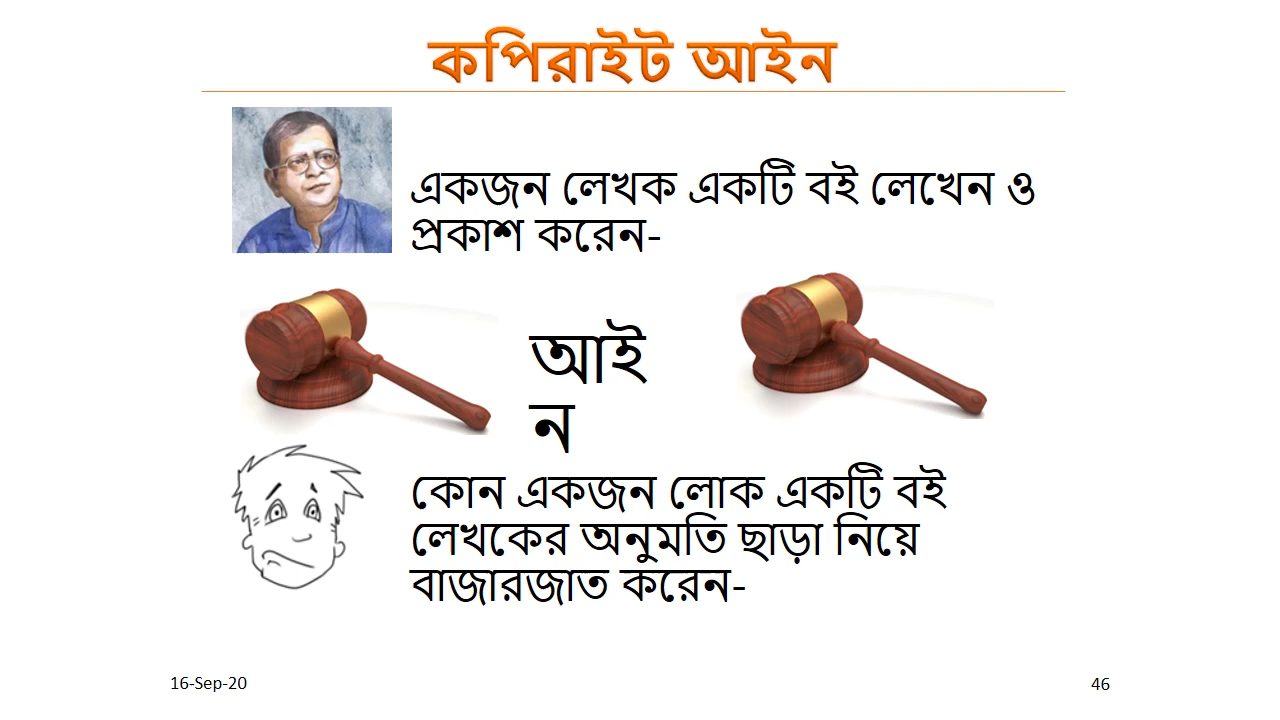 কপিরাইট আইন
একজন লেখক একটি বই লেখেন ও
প্রকাশ করেন-
আই
ন
কোন একজন লোক একটি বই
লেখকের অনুমতি ছাড়া নিয়ে
বাজারজাত করেন-
16-Sep-20
46